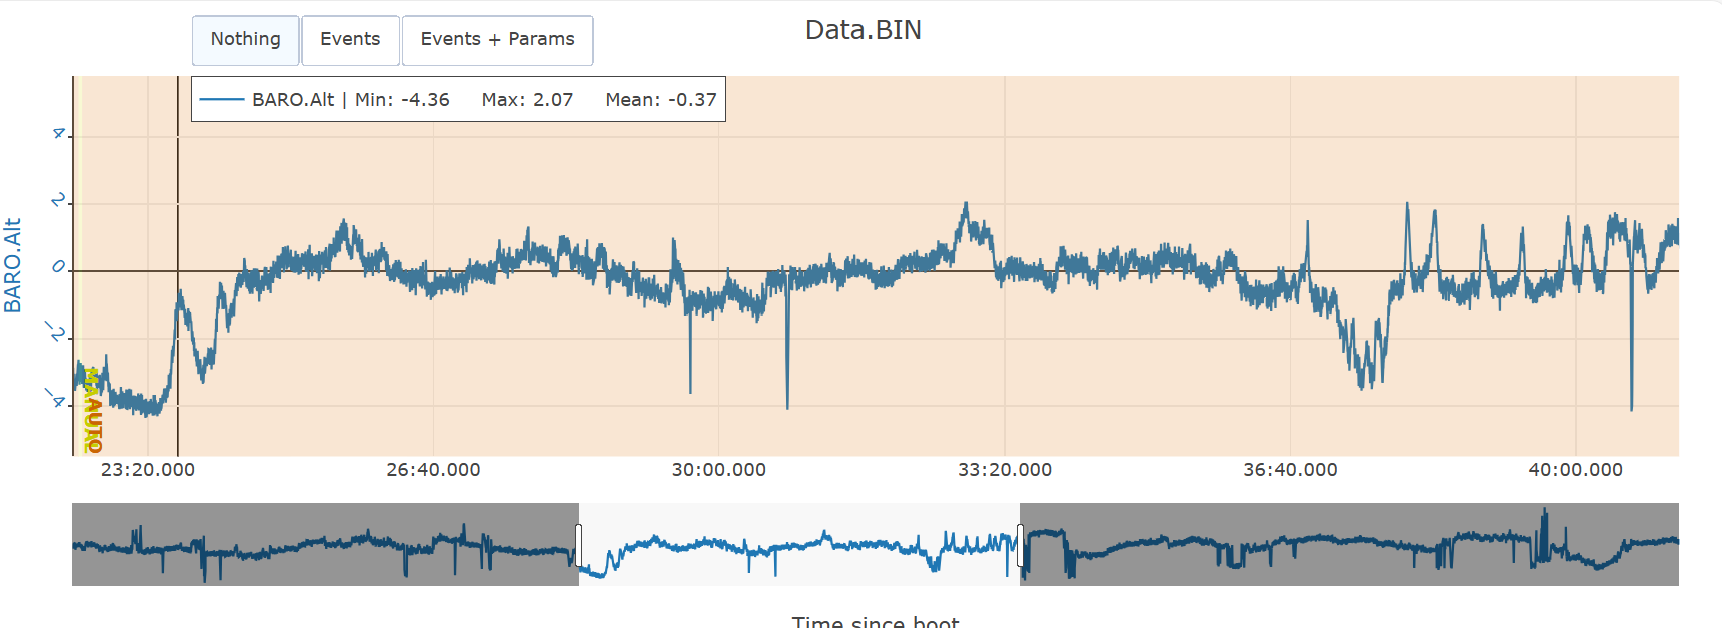 Data.BIN
Nothing
Events
Events + Params
BARO.Alt | Min: -4.36 Max: 2.07 Mean: -0.37
4
2
0
−2
−4
BARO.Alt
MANUAL
AUTO
23:20.000
26:40.000
30:00.000
33:20.000
36:40.000
40:00.000
Time since boot